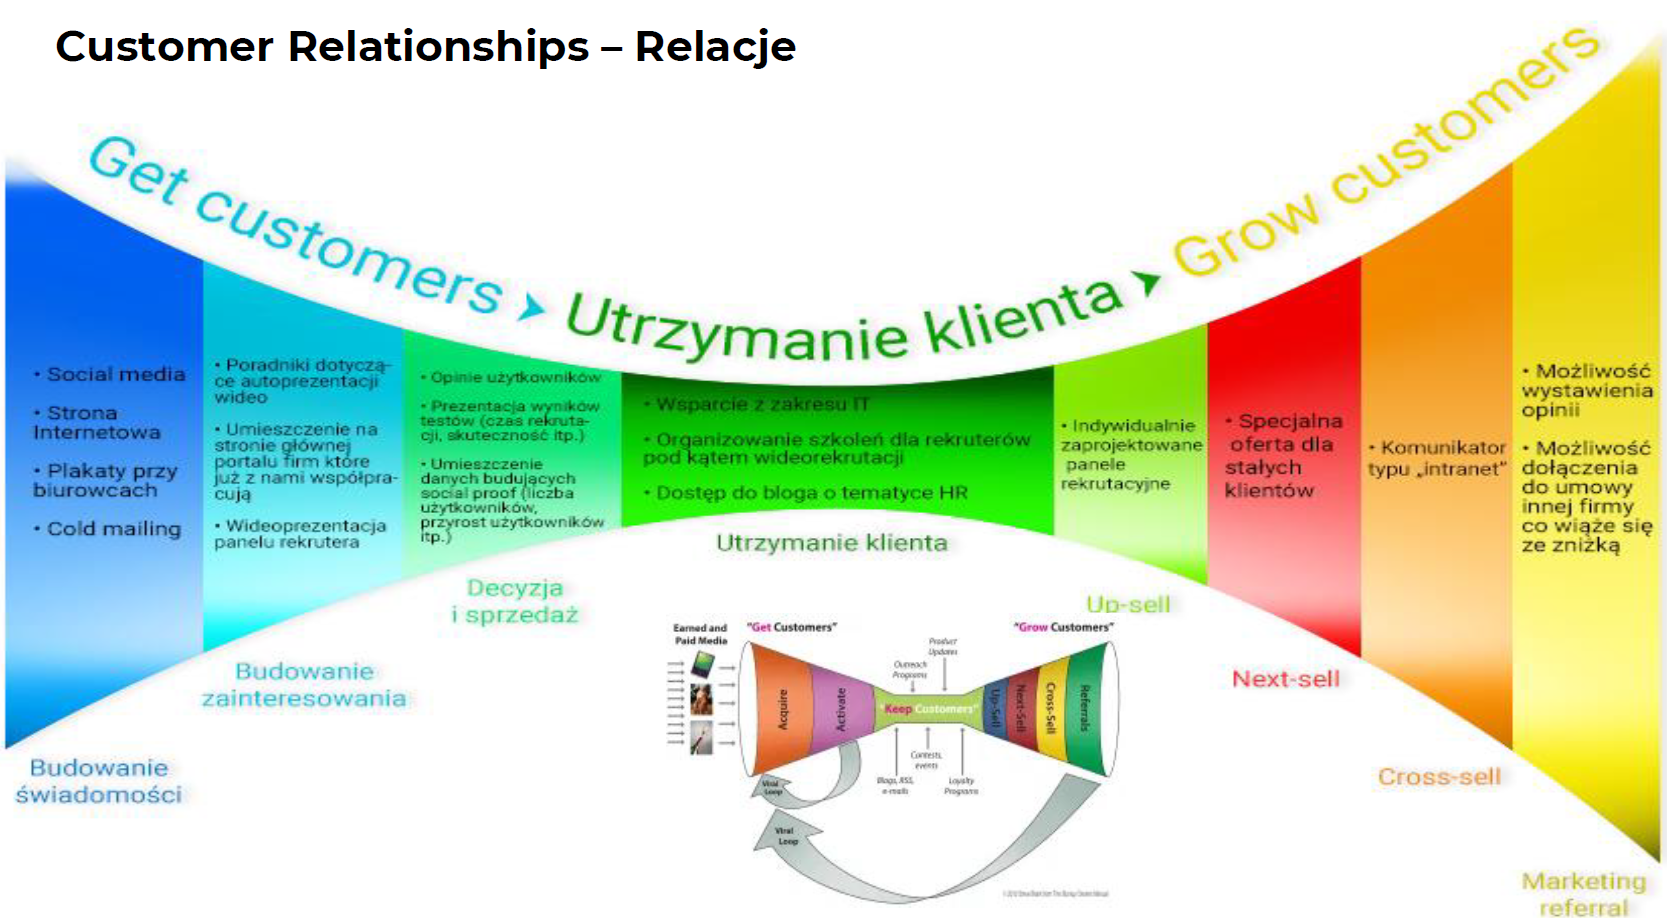 Customer Relationships – Relacje
Get customers ➤ Utrzymanie klienta ➤ Grow customers
• Social media
• Strona
Internetowa
• Plakaty przy
biurowcach
• Cold mailing
Budowanie
świadomości
• Poradniki dotyczą-
ce autoprezentacji
wideo
• Umieszczenie na
stronie głównej
portalu firm które
już z nami współpra-
cują
• Wideoprezentacja
panelu rekrutera
Budowanie
zainteresowania
• Opinie użytkowników
• Prezentacja wyników
testów (czas rekruta-
cji, skuteczność itp.)
• Umieszczenie
danych budujących
social proof (liczba
użytkowników,
przyrost użytkowników
itp.)
Decyzja
i sprzedaż
• Wsparcie z zakresu IT
• Organizowanie szkoleń dla rekruterów
pod kątem wideorekrutacji
• Dostęp do bloga o tematyce HR
Utrzymanie klienta
• Indywidualnie
zaprojektowane
panele
rekrutacyjne
Up-sell
• Specjalna
oferta dla
stałych
klientów
Next-sell
• Komunikator
typu „intranet”
Cross-sell
• Możliwość
wystawienia
opinii
• Możliwość
dołączenia
do umowy
innej firmy
co wiąże się
ze zniżką
Marketing
referral
Earned and
Paid Media
"Get Customers"
"Grow Customers"
Product
Updates
Outreach
Programs
Acquire
Activate
"Keep Customers"
Up-Sell
Next-Sell
Cross-Sell
Referrals
Contests,
events
Blogs, RSS,
e-mails
Loyalty
Programs
Viral
Loop
Viral
Loop